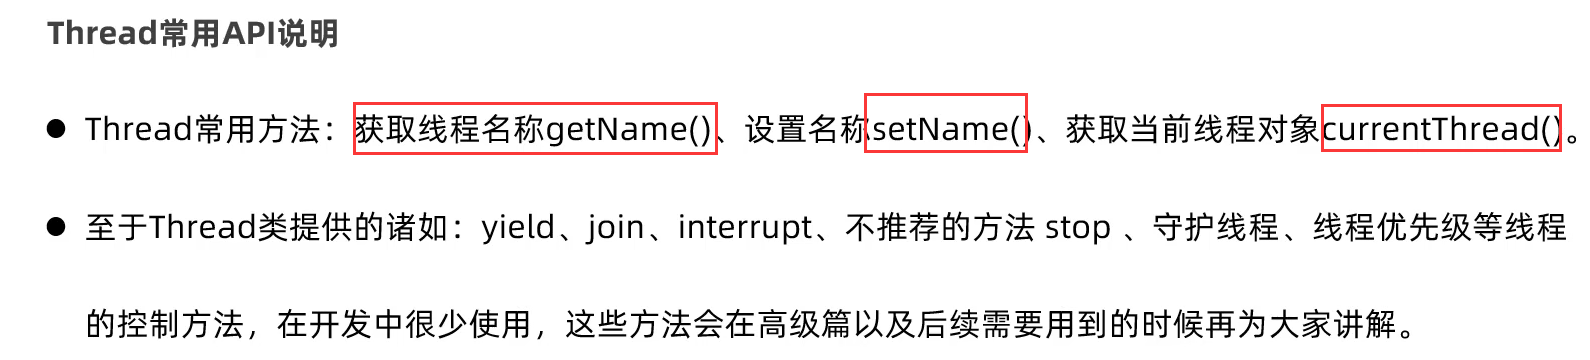 Thread常用API说明
● Thread常用方法：获取线程名称getName()、设置名称setName()、获取当前线程对象currentThread()。
● 至于Thread类提供的诸如：yield、join、interrupt、不推荐的方法 stop 、守护线程、线程优先级等线程
的控制方法，在开发中很少使用，这些方法会在高级篇以及后续需要用到的时候再为大家讲解。